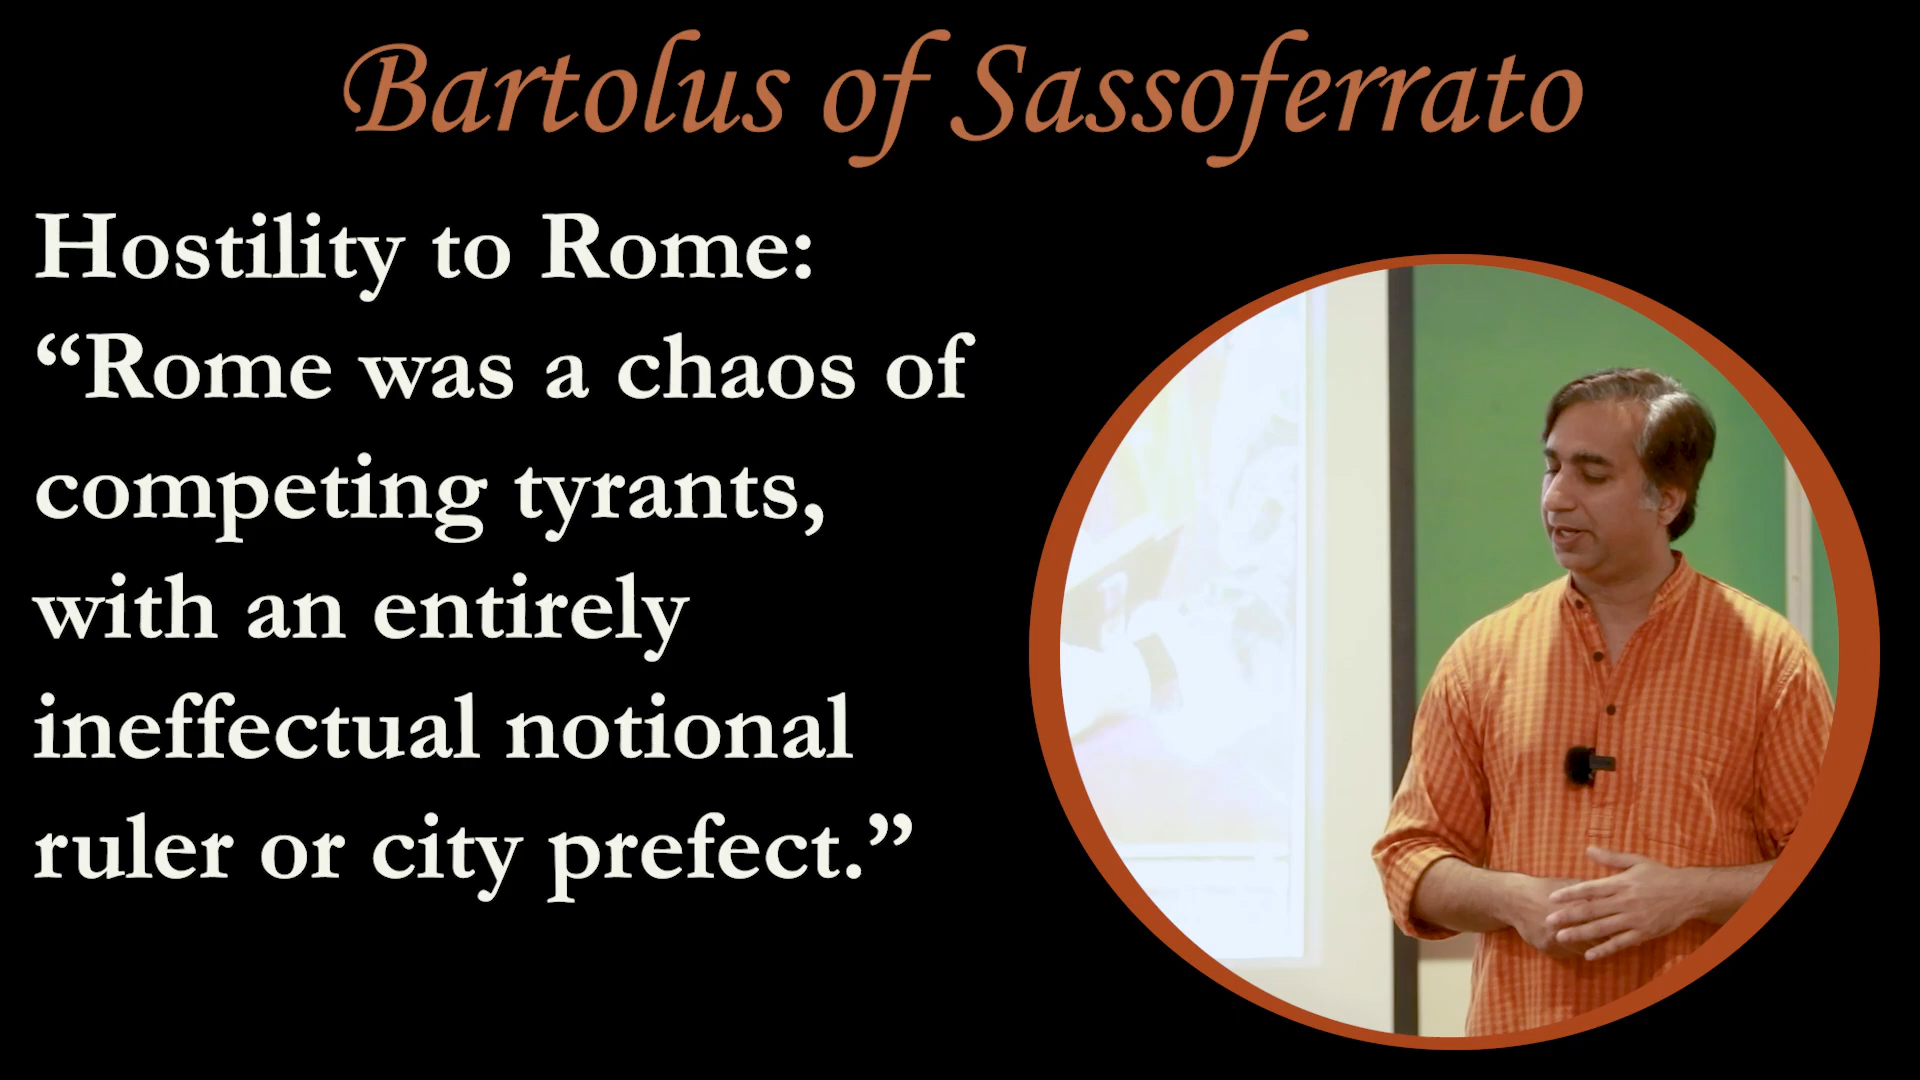 Bartolus of Sassoferrato
Hostility to Rome:
“Rome was a chaos of
competing tyrants,
with an entirely
ineffectual notional
ruler or city prefect.”